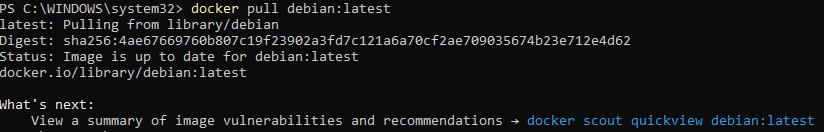 PS C:\WINDOWS\system32> docker pull debian:latest
latest: Pulling from library/debian
Digest: sha256:4ae67669760b807c19f23902a3fd7c121a6a70cf2ae709035674b23e712e4d62
Status: Image is up to date for debian:latest
docker.io/library/debian:latest
What's next:
View a summary of image vulnerabilities and recommendations → docker scout quickview debian:latest